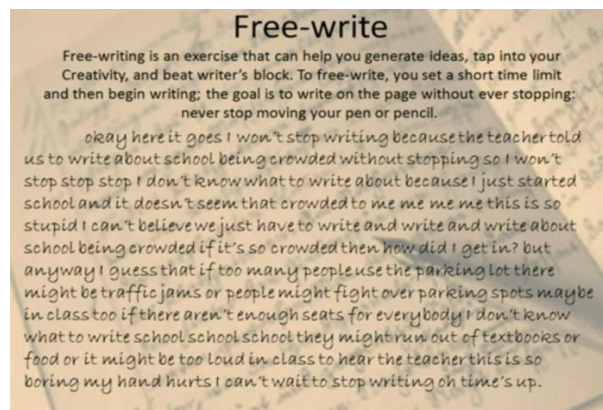 Free-write
Free-writing is an exercise that can help you generate ideas, tap into your
Creativity, and beat writer's block. To free-write, you set a short time limit
and then begin writing; the goal is to write on the page without ever stopping:
never stop moving your pen or pencil.
okay here it goes I won't stop writing because the teacher told
us to write about school being crowded without stopping so I won't
stop stop stop I don't know what to write about because I just started
school and it doesn't seem that crowded to me me me me this is so
stupid I can't believe we just have to write and write and write about
school being crowded if it's so crowded then how did I get in? but
anyway I guess that if too many people use the parking lot there
might be traffic jams or people might fight over parking spots maybe
in class too if there aren't enough seats for everybody I don't know
what to write school school school they might run out of textbooks or
food or it might be too loud in class to hear the teacher this is so
boring my hand hurts I can't wait to stop writing oh time's up.